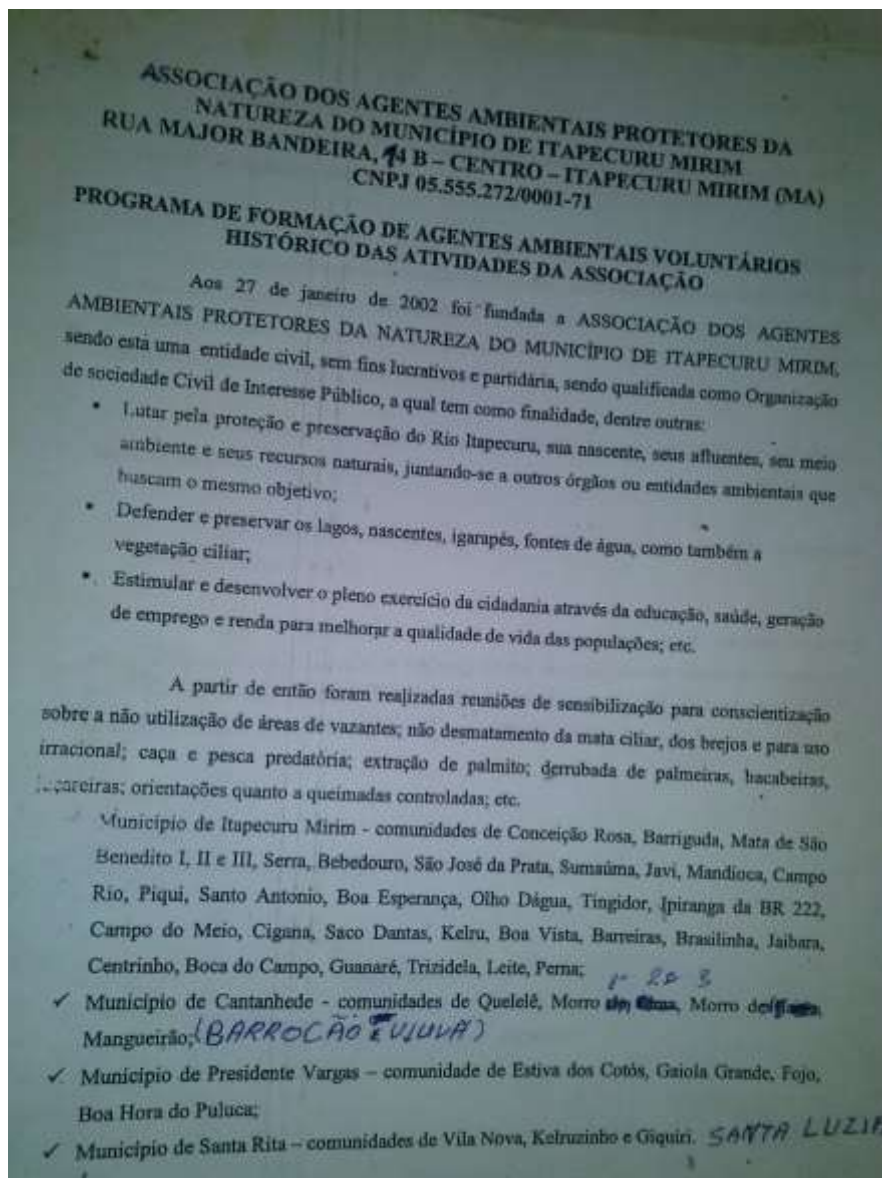 ASSOCIAÇÃO DOS AGENTES AMBIENTAIS PROTETORES DA
NATUREZA DO MUNICÍPIO DE ITAPECURU MIRIM
RUA MAJOR BANDEIRA, 14 B – CENTRO – ITAPECURU MIRIM (MA)
CNPJ 05.555.272/0001-71
PROGRAMA DE FORMAÇÃO DE AGENTES AMBIENTAIS VOLUNTÁRIOS
HISTÓRICO DAS ATIVIDADES DA ASSOCIAÇÃO
Aos 27 de janeiro de 2002 foi fundada a ASSOCIAÇÃO DOS AGENTES
AMBIENTAIS PROTETORES DA NATUREZA DO MUNICÍPIO DE ITAPECURU MIRIM,
sendo está uma entidade civil, sem fins lucrativos e partidária, sendo qualificada como Organização
de sociedade Civil de Interesse Público, a qual tem como finalidade, dentre outras:
• Lutar pela proteção e preservação do Rio Itapecuru, sua nascente, seus afluentes, seu meio
ambiente e seus recursos naturais, juntando-se a outros órgãos ou entidades ambientais que
buscam o mesmo objetivo;
• Defender e preservar os lagos, nascentes, igarapés, fontes de água, como também a
vegetação ciliar;
• Estimular e desenvolver o pleno exercício da cidadania através da educação, saúde, geração
de emprego e renda para melhorar a qualidade de vida das populações; etc.
A partir de então foram realizadas reuniões de sensibilização para conscientização
sobre a não utilização de áreas de vazantes; não desmatamento da mata ciliar, dos brejos e para uso
irracional; caça e pesca predatória; extração de palmito; derrubada de palmeiras, bacabeiras,
orientações quanto a queimadas controladas; etc.
Município de Itapecuru Mirim - comunidades de Conceição Rosa, Barriguda, Mata de São
Benedito I, II e III, Serra, Bebedouro, São José da Prata, Sumaúma, Javi, Mandioca, Campo
Rio, Piqui, Santo Antonio, Boa Esperança, Olho Dágua, Tingidor, Ipiranga da BR 222,
Campo do Meio, Cigana, Saco Dantas, Kelru, Boa Vista, Barreiras, Brasilinha, Jaibara,
Centrinho, Boca do Campo, Guanaré, Trizidela, Leite, Perna;
✓ Município de Cantanhede - comunidades de Quelelê, Morro Morro
Mangueirão; (BARROCÃO
✓ Município de Presidente Vargas – comunidade de Estiva dos Cotós, Gaiola Grande, Fojo,
Boa Hora do Puluca;
✓ Município de Santa Rita – comunidades de Vila Nova, Kelruzinho e Giquiri. SANTA LUZIA